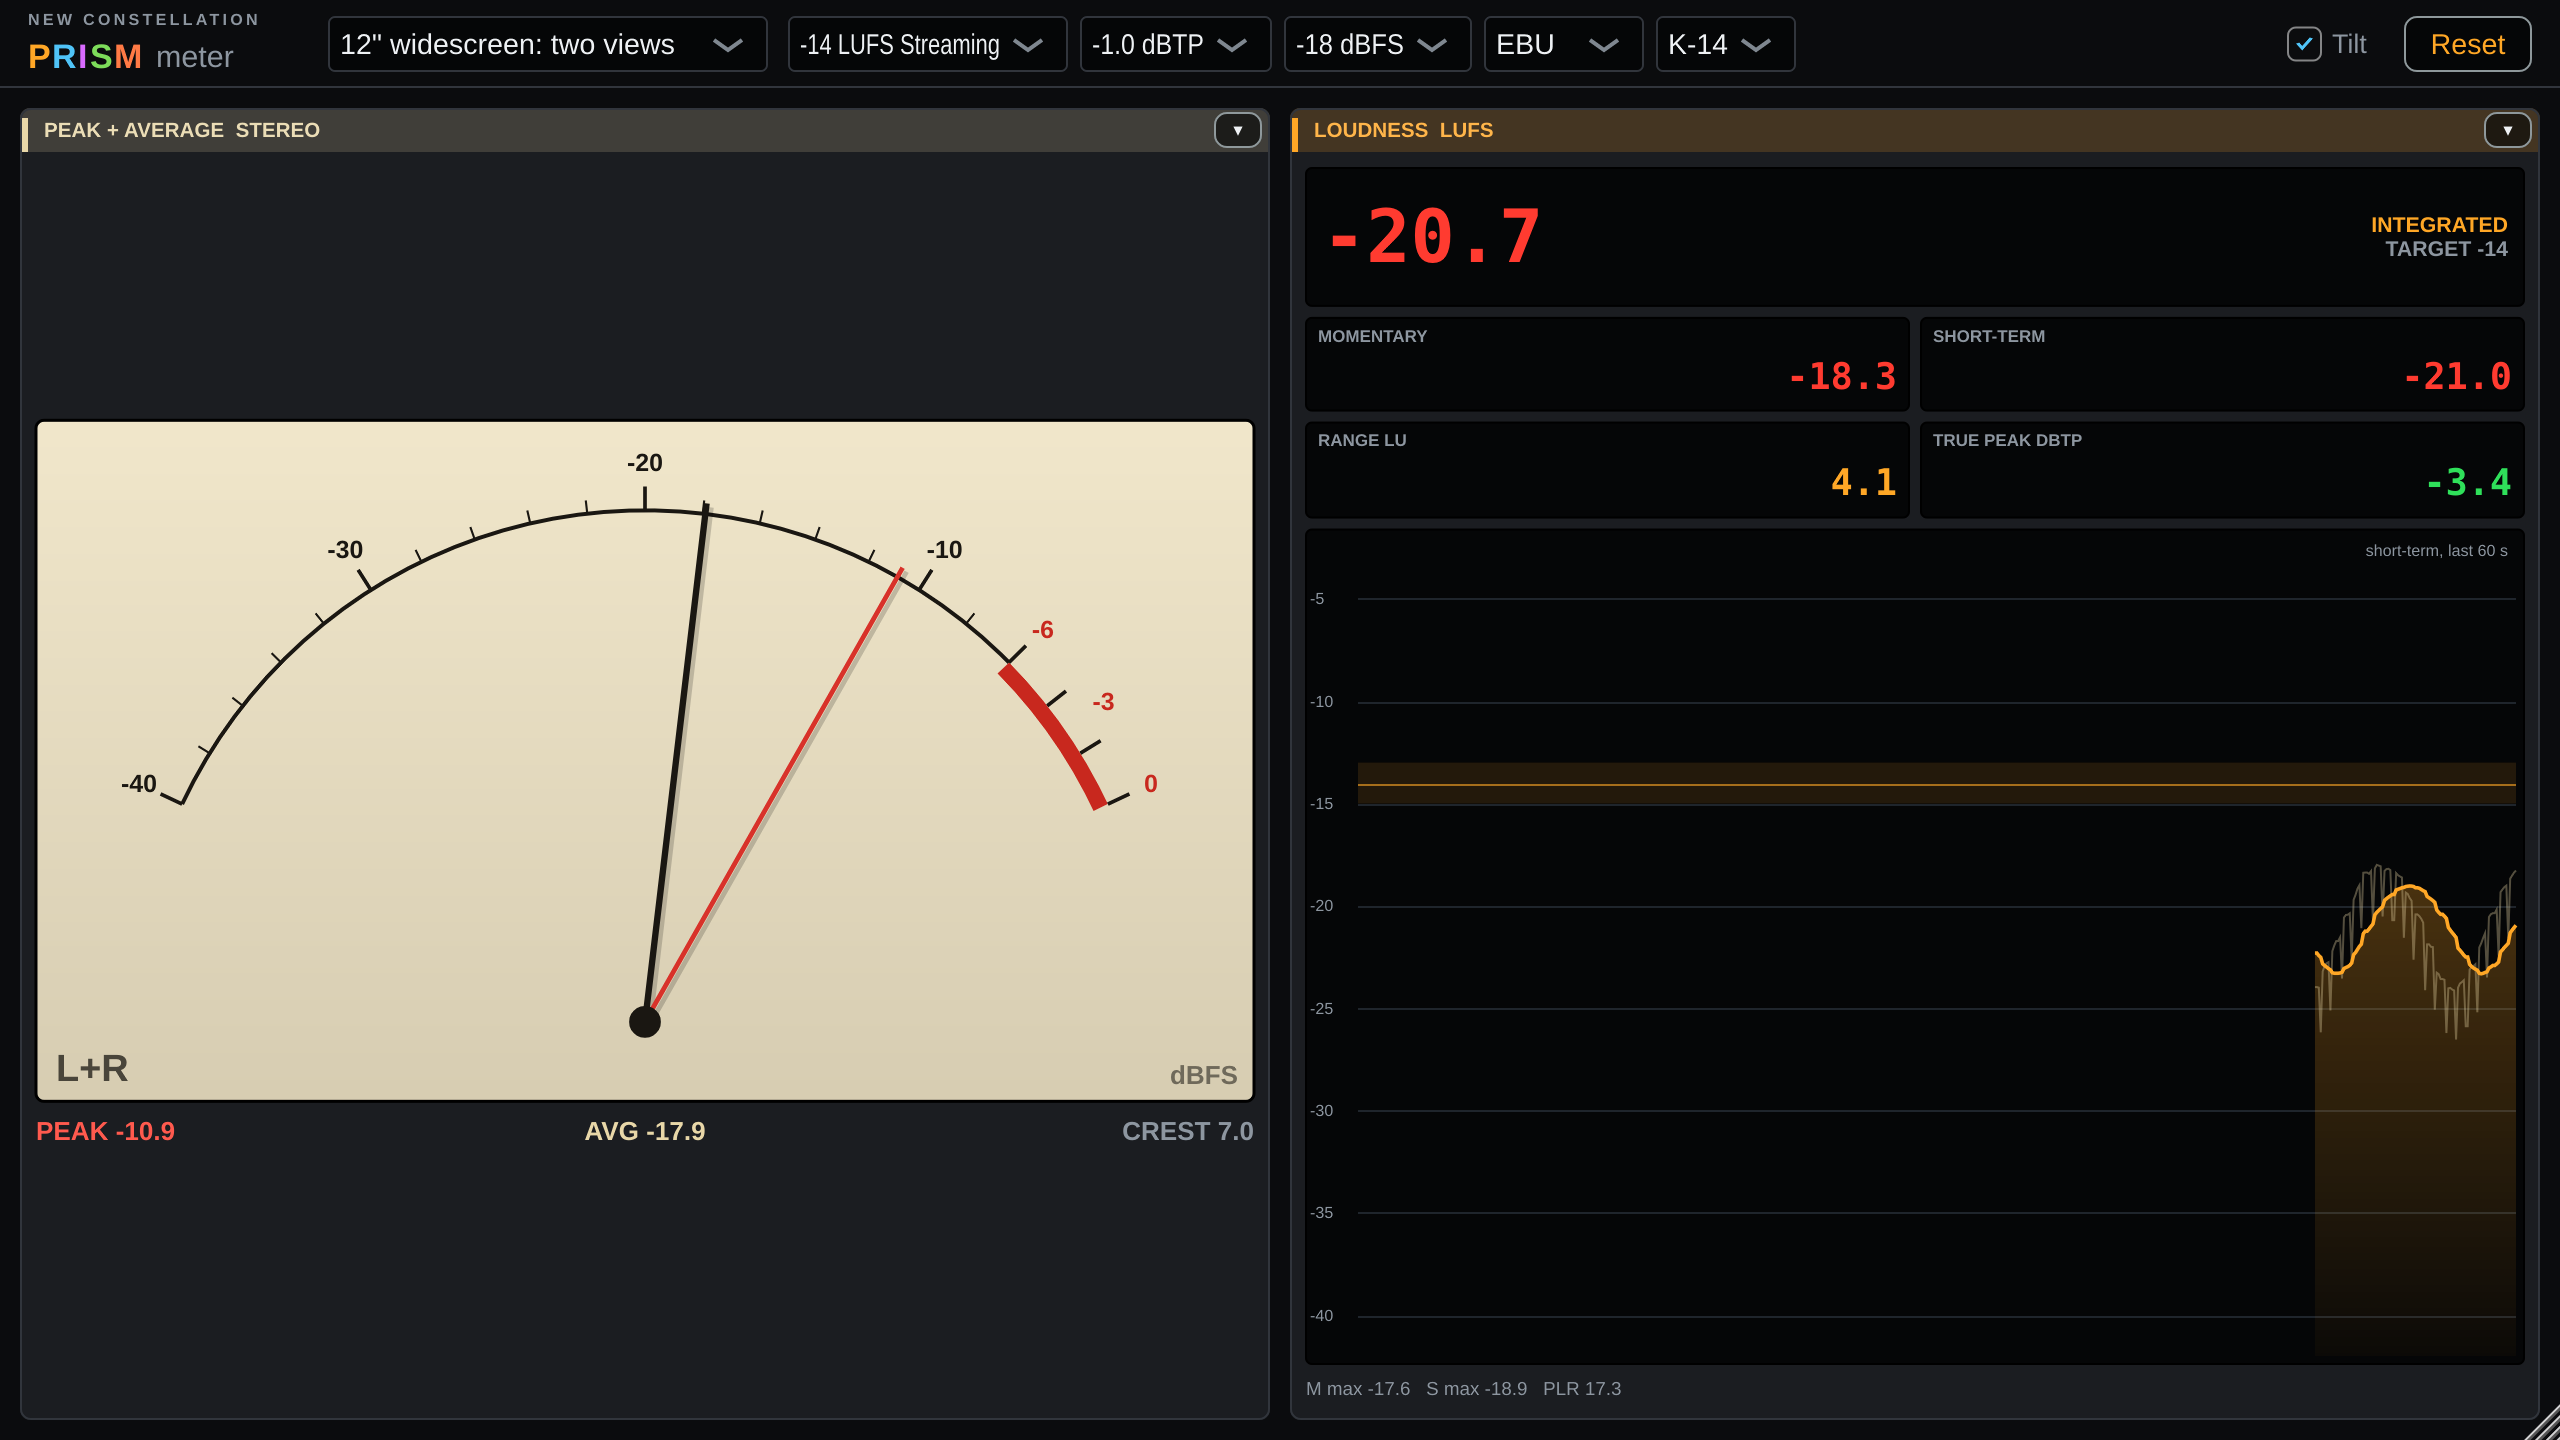 NEW CONSTELLATION
PRISM meter
12" widescreen: two views
-14 LUFS Streaming
-1.0 dBTP
-18 dBFS
EBU
K-14
Tilt
Reset
PEAK + AVERAGE STEREO
-40
-30
-20
-10
-6
-3
0
L+R
dBFS
PEAK -10.9
AVG -17.9
CREST 7.0
LOUDNESS LUFS
-20.7
INTEGRATED
TARGET -14
MOMENTARY
-18.3
SHORT-TERM
-21.0
RANGE LU
4.1
TRUE PEAK DBTP
-3.4
short-term, last 60 s
-5
-10
-15
-20
-25
-30
-35
-40
M max -17.6 S max -18.9 PLR 17.3